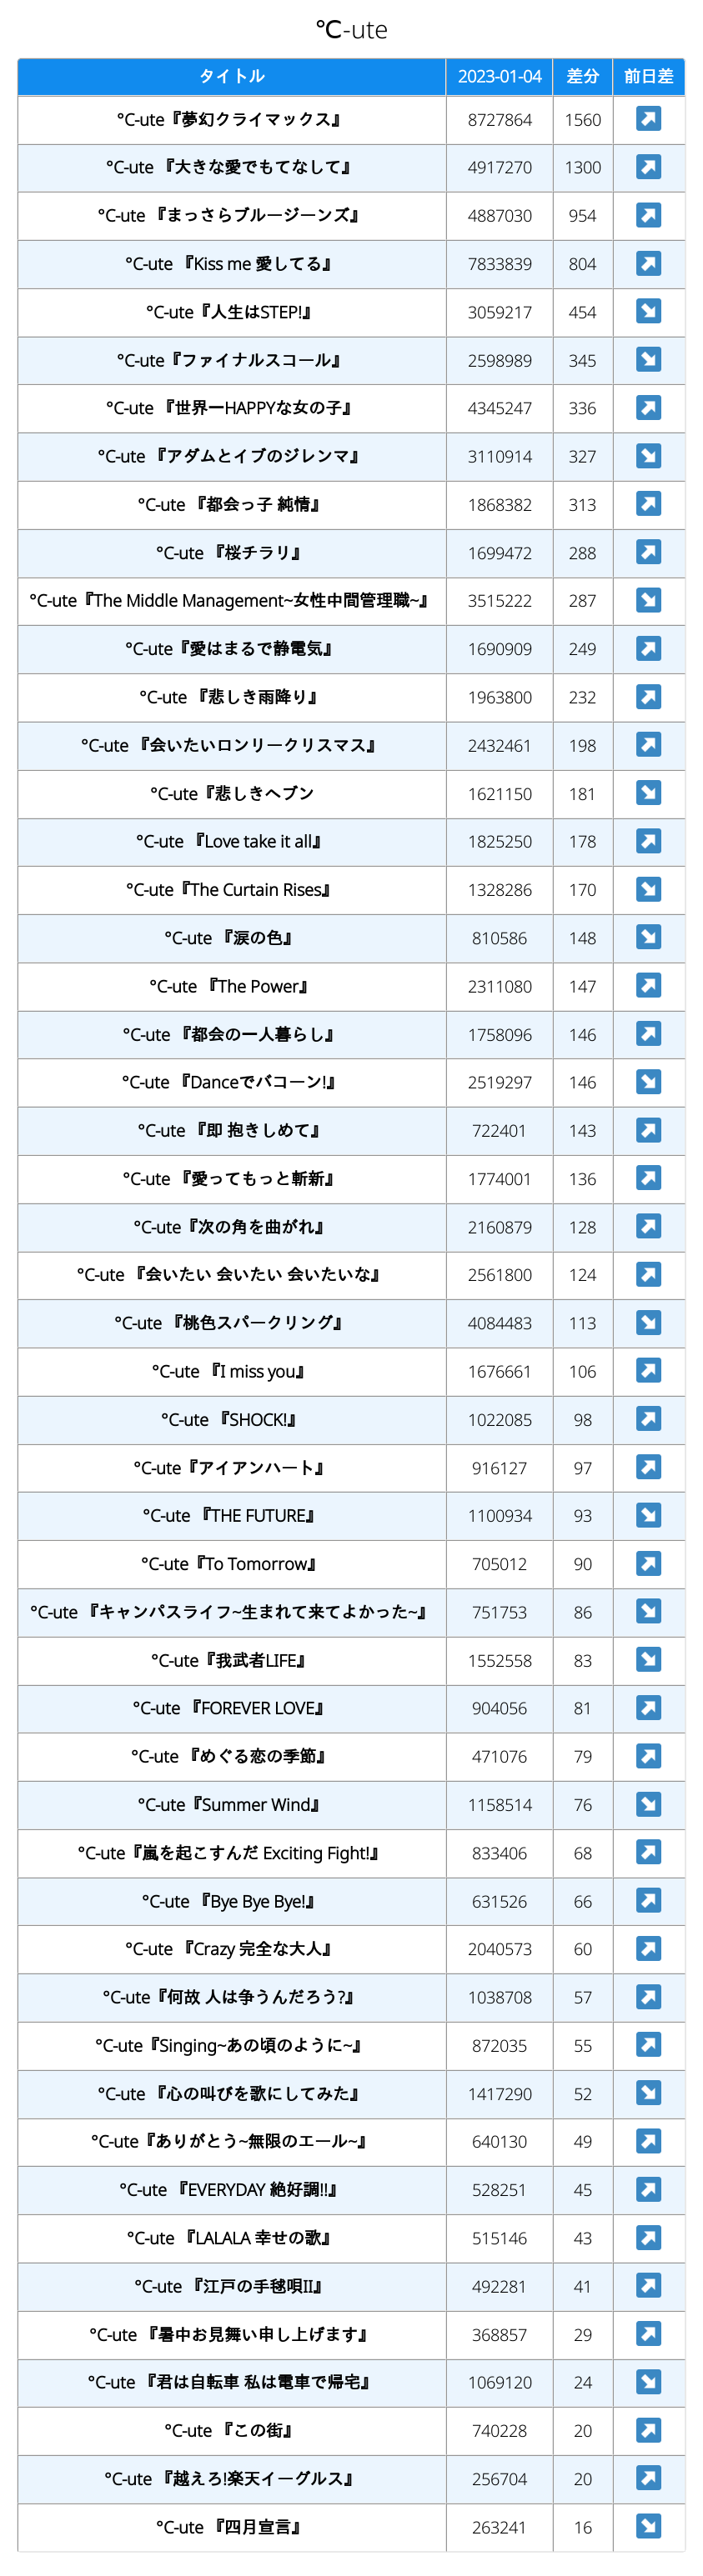 ℃-ute
タイトル 2023-01-04 差分 前日差
°C-ute『夢幻クライマックス』 8727864 1560 ↗
°C-ute 『大きな愛でもてなして』 4917270 1300 ↗
°C-ute 『まっさらブルージーンズ』 4887030 954 ↗
°C-ute 『Kiss me 愛してる』 7833839 804 ↗
°C-ute『人生はSTEP!』 3059217 454 ↘
°C-ute『ファイナルスコール』 2598989 345 ↘
°C-ute 『世界一HAPPYな女の子』 4345247 336 ↗
°C-ute 『アダムとイブのジレンマ』 3110914 327 ↘
°C-ute 『都会っ子 純情』 1868382 313 ↗
°C-ute 『桜チラリ』 1699472 288 ↗
°C-ute『The Middle Management~女性中間管理職~』 3515222 287 ↘
°C-ute『愛はまるで静電気』 1690909 249 ↗
°C-ute 『悲しき雨降り』 1963800 232 ↗
°C-ute 『会いたいロンリークリスマス』 2432461 198 ↗
°C-ute『悲しきヘブン 1621150 181 ↘
°C-ute 『Love take it all』 1825250 178 ↗
°C-ute『The Curtain Rises』 1328286 170 ↘
°C-ute 『涙の色』 810586 148 ↘
°C-ute 『The Power』 2311080 147 ↗
°C-ute 『都会の一人暮らし』 1758096 146 ↗
°C-ute 『Danceでバコーン!』 2519297 146 ↘
°C-ute 『即 抱きしめて』 722401 143 ↗
°C-ute 『愛ってもっと斬新』 1774001 136 ↗
°C-ute『次の角を曲がれ』 2160879 128 ↗
°C-ute 『会いたい 会いたい 会いたいな』 2561800 124 ↗
°C-ute 『桃色スパークリング』 4084483 113 ↘
°C-ute 『I miss you』 1676661 106 ↗
°C-ute 『SHOCK!』 1022085 98 ↗
°C-ute『アイアンハート』 916127 97 ↗
°C-ute 『THE FUTURE』 1100934 93 ↘
°C-ute『To Tomorrow』 705012 90 ↗
°C-ute 『キャンパスライフ~生まれて来てよかった~』 751753 86 ↘
°C-ute『我武者LIFE』 1552558 83 ↘
°C-ute 『FOREVER LOVE』 904056 81 ↗
°C-ute 『めぐる恋の季節』 471076 79 ↗
°C-ute『Summer Wind』 1158514 76 ↘
°C-ute『嵐を起こすんだ Exciting Fight!』 833406 68 ↗
°C-ute 『Bye Bye Bye!』 631526 66 ↗
°C-ute 『Crazy 完全な大人』 2040573 60 ↗
°C-ute『何故 人は争うんだろう?』 1038708 57 ↗
°C-ute『Singing~あの頃のように~』 872035 55 ↗
°C-ute 『心の叫びを歌にしてみた』 1417290 52 ↘
°C-ute『ありがとう~無限のエール~』 640130 49 ↗
°C-ute 『EVERYDAY 絶好調!!』 528251 45 ↗
°C-ute 『LALALA 幸せの歌』 515146 43 ↗
°C-ute 『江戸の手毬唄II』 492281 41 ↗
°C-ute 『暑中お見舞い申し上げます』 368857 29 ↗
°C-ute 『君は自転車 私は電車で帰宅』 1069120 24 ↘
°C-ute 『この街』 740228 20 ↗
°C-ute 『越えろ!楽天イーグルス』 256704 20 ↗
°C-ute 『四月宣言』 263241 16 ↘